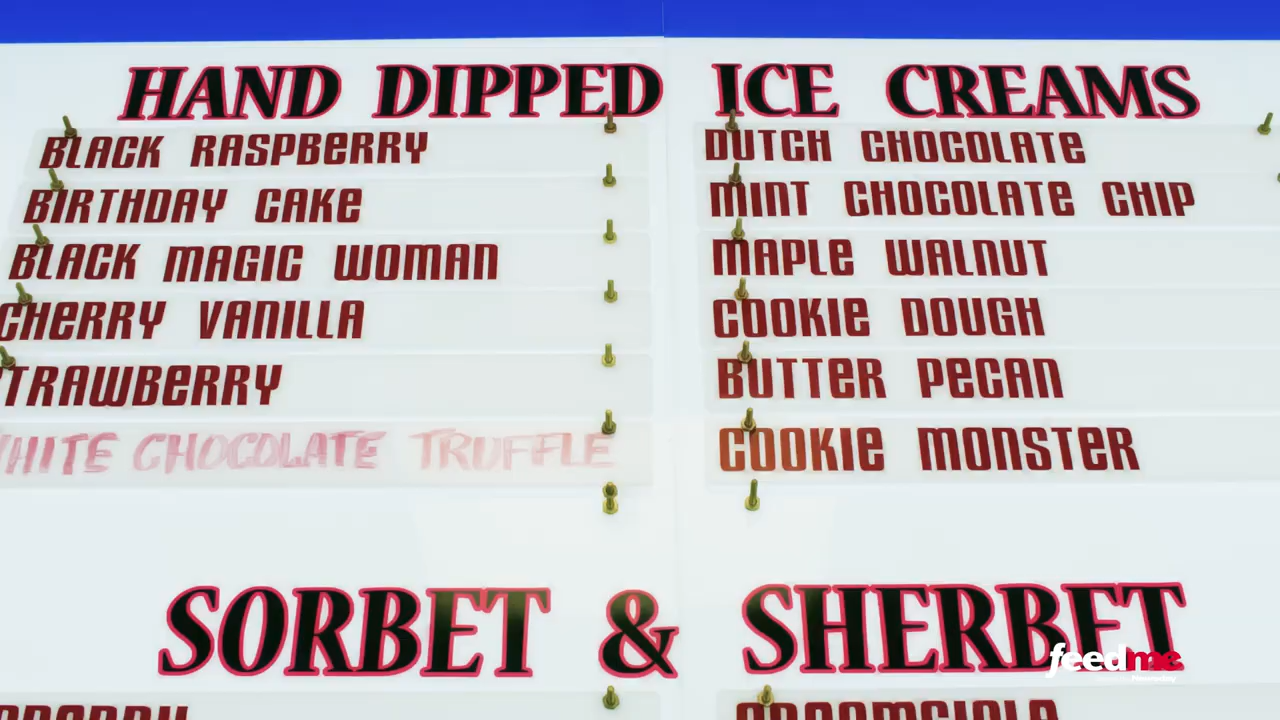 HAND DIPPED ICE CREAMS
BLACK RASPBERRY
BIRTHDAY CAKE
BLACK MAGIC WOMAN
CHERRY VANILLA
TRAWBERRY
HITE CHOCOLATE TRUFFLE
DUTCH CHOCOLATE
MINT CHOCOLATE CHIP
MAPLE WALNUT
COOKIE DOUGH
BUTTER PECAN
COOKIE MONSTER
SORBET & SHERBET
feedme
Newsday